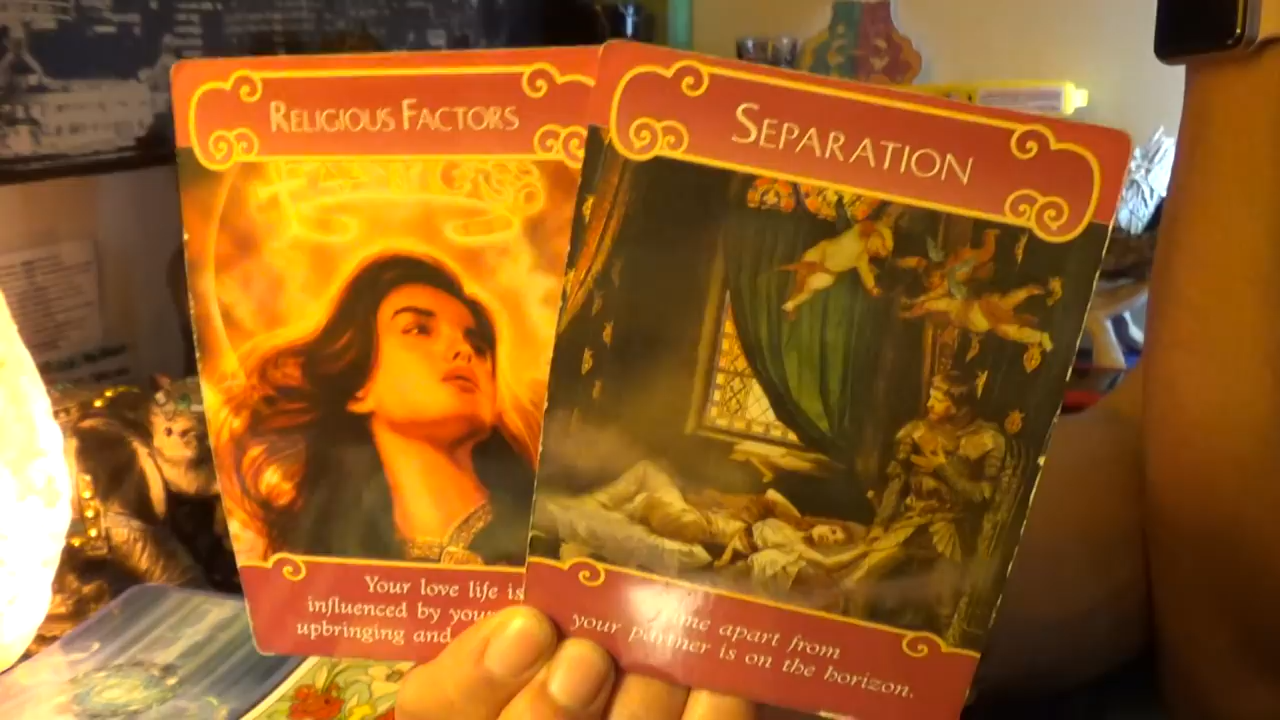 RELIGIOUS FACTORS
Your love life is
influenced by your
upbringing and
SEPARATION
apart from
your partner is on the horizon.